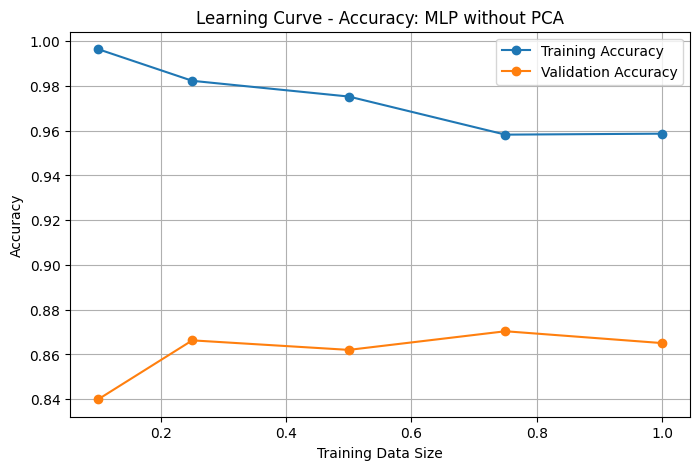 Learning Curve - Accuracy: MLP without PCA
Training Accuracy
Validation Accuracy
1.00
0.98
0.96
0.94
0.92
0.90
0.88
0.86
0.84
Accuracy
0.2 0.4 0.6 0.8 1.0
Training Data Size